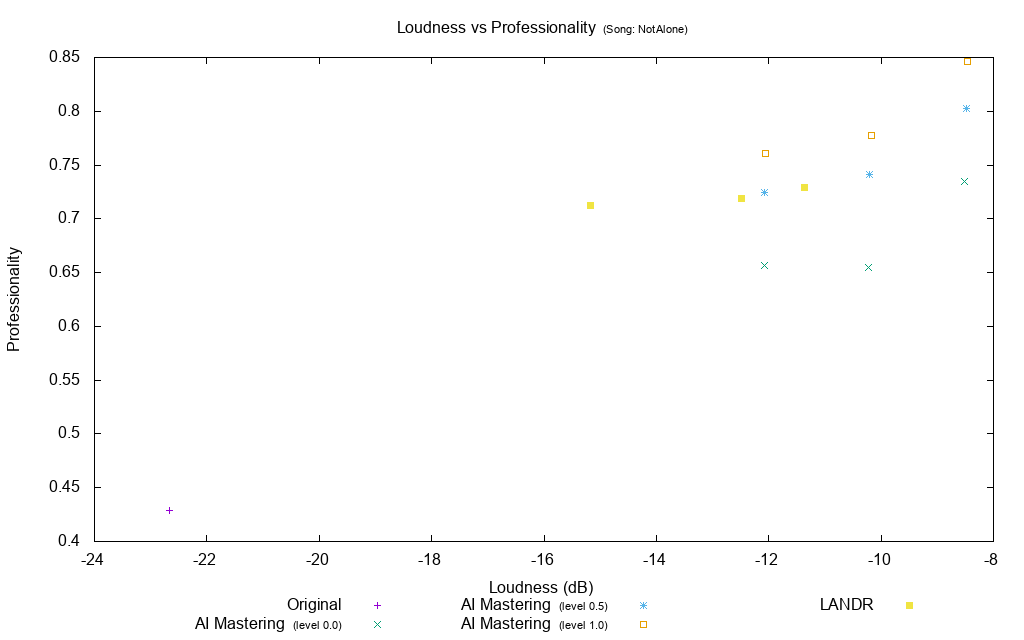 Loudness vs Professionality (Song: NotAlone)
0.85
0.8
0.75
0.7
0.65
0.6
0.55
0.5
0.45
0.4
Professionality
-24 -22 -20 -18 -16 -14 -12 -10 -8
Loudness (dB)
Original AI Mastering (level 0.5) LANDR
AI Mastering (level 0.0) AI Mastering (level 1.0)